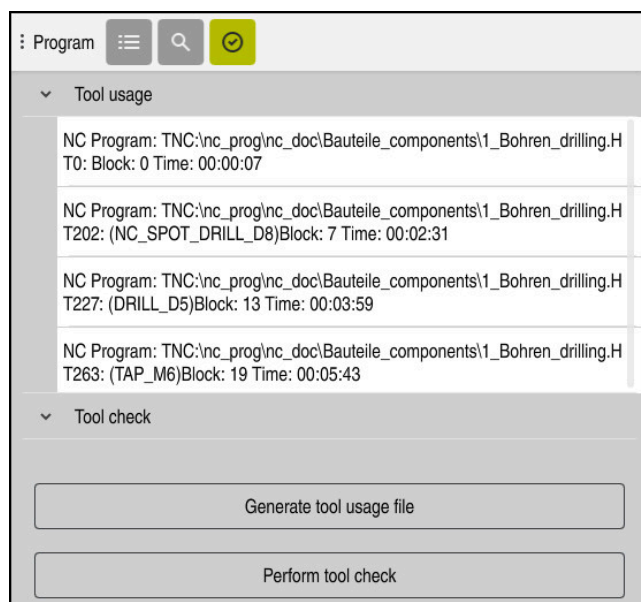 Program
Tool usage
NC Program: TNC:\nc_prog\nc_doc\Bauteile_components\1_Bohren_drilling.H
T0: Block: 0 Time: 00:00:07
NC Program: TNC:\nc_prog\nc_doc\Bauteile_components\1_Bohren_drilling.H
T202: (NC_SPOT_DRILL_D8)Block: 7 Time: 00:02:31
NC Program: TNC:\nc_prog\nc_doc\Bauteile_components\1_Bohren_drilling.H
T227: (DRILL_D5)Block: 13 Time: 00:03:59
NC Program: TNC:\nc_prog\nc_doc\Bauteile_components\1_Bohren_drilling.H
T263: (TAP_M6)Block: 19 Time: 00:05:43
Tool check
Generate tool usage file
Perform tool check